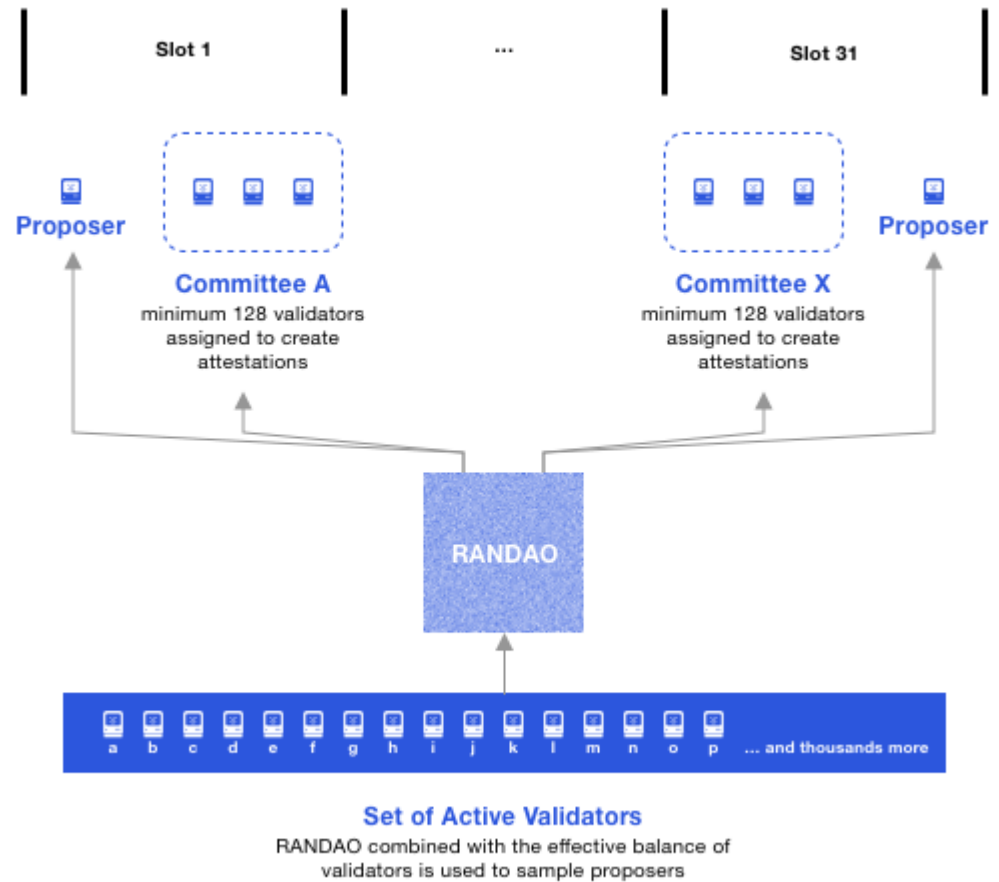 Slot 1
...
Slot 31
Proposer
Committee A
minimum 128 validators
assigned to create
attestations
Committee X
minimum 128 validators
assigned to create
attestations
Proposer
RANDAO
a b c d e f g h i j k l m n o p ... and thousands more
Set of Active Validators
RANDAO combined with the effective balance of
validators is used to sample proposers